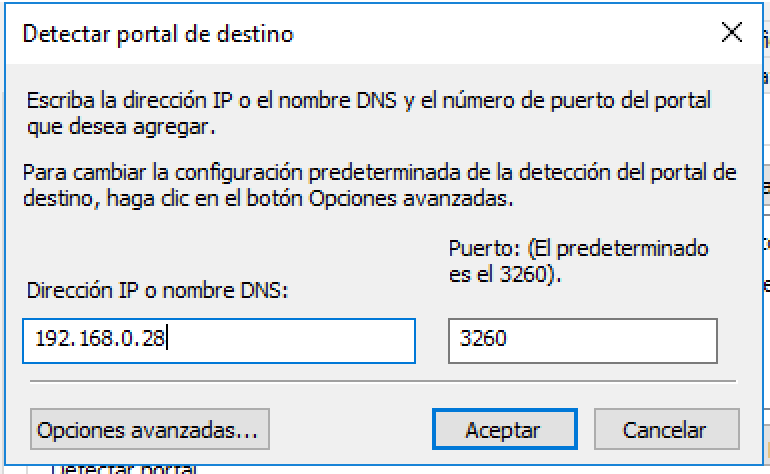 Detectar portal de destino
Escriba la dirección IP o el nombre DNS y el número de puerto del portal
que desea agregar.
Para cambiar la configuración predeterminada de la detección del portal de
destino, haga clic en el botón Opciones avanzadas.
Puerto: (El predeterminado
es el 3260).
Dirección IP o nombre DNS:
192.168.0.28
3260
Opciones avanzadas...
Aceptar
Cancelar
Detectar portal